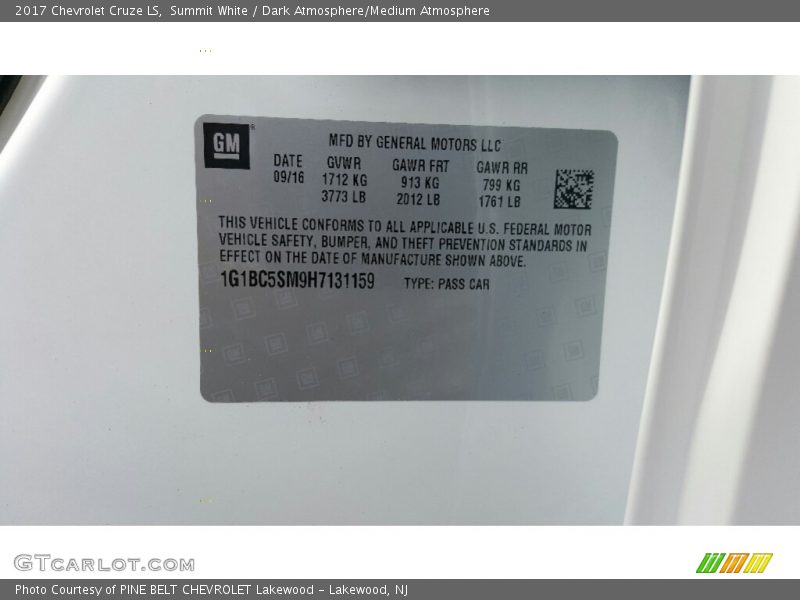 2017 Chevrolet Cruze LS, Summit White / Dark Atmosphere/Medium Atmosphere
GM
MFD BY GENERAL MOTORS LLC
DATE GVWR GAWR FRT GAWR RR
09/16 1712 KG 913 KG 799 KG
3773 LB 2012 LB 1761 LB
THIS VEHICLE CONFORMS TO ALL APPLICABLE U.S. FEDERAL MOTOR
VEHICLE SAFETY, BUMPER, AND THEFT PREVENTION STANDARDS IN
EFFECT ON THE DATE OF MANUFACTURE SHOWN ABOVE.
1G1BC5SM9H7131159 TYPE: PASS CAR
GTCARLOT.COM
Photo Courtesy of PINE BELT CHEVROLET Lakewood - Lakewood, NJ